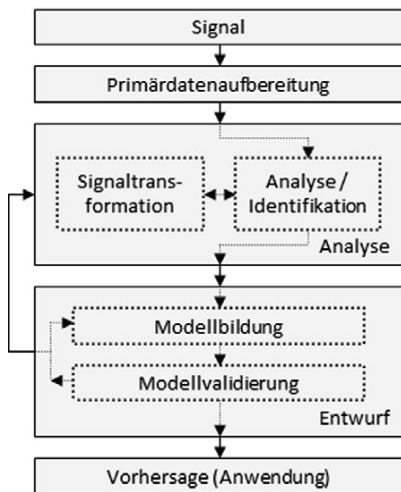 Signal
Primärdatenaufbereitung
Signaltrans-
formation
Analyse /
Identifikation
Analyse
Modellbildung
Modellvalidierung
Entwurf
Vorhersage (Anwendung)